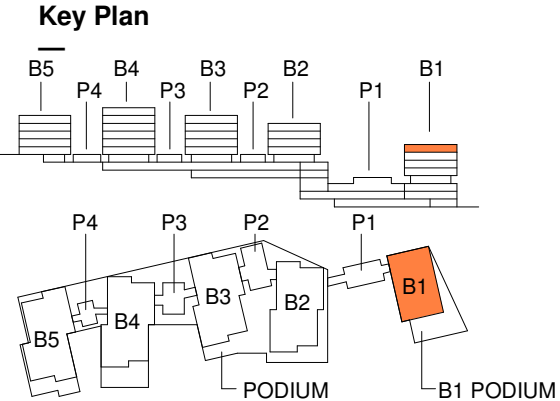 Key Plan
B5 P4 B4 P3 B3 P2 B2 P1 B1
P4 P3 P2 P1
B5 B4 B3 B2 B1
PODIUM B1 PODIUM